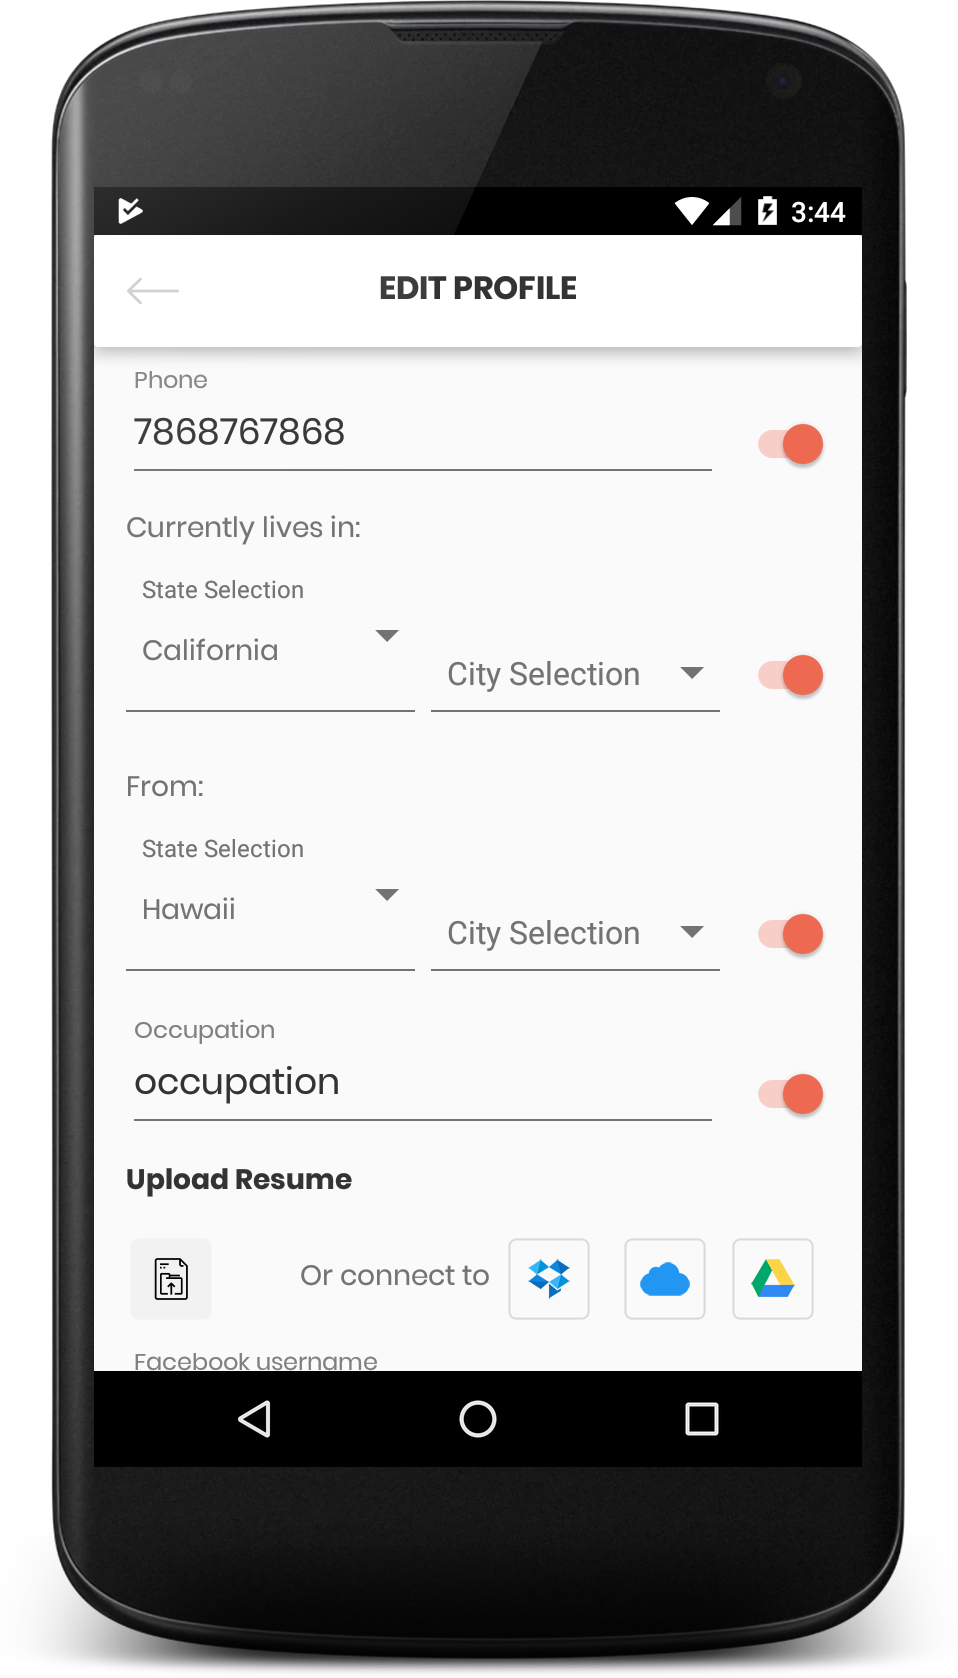 3:44
EDIT PROFILE
Phone
7868767868
Currently lives in:
State Selection
California
City Selection
From:
State Selection
Hawaii
City Selection
Occupation
occupation
Upload Resume
Or connect to
Facebook username